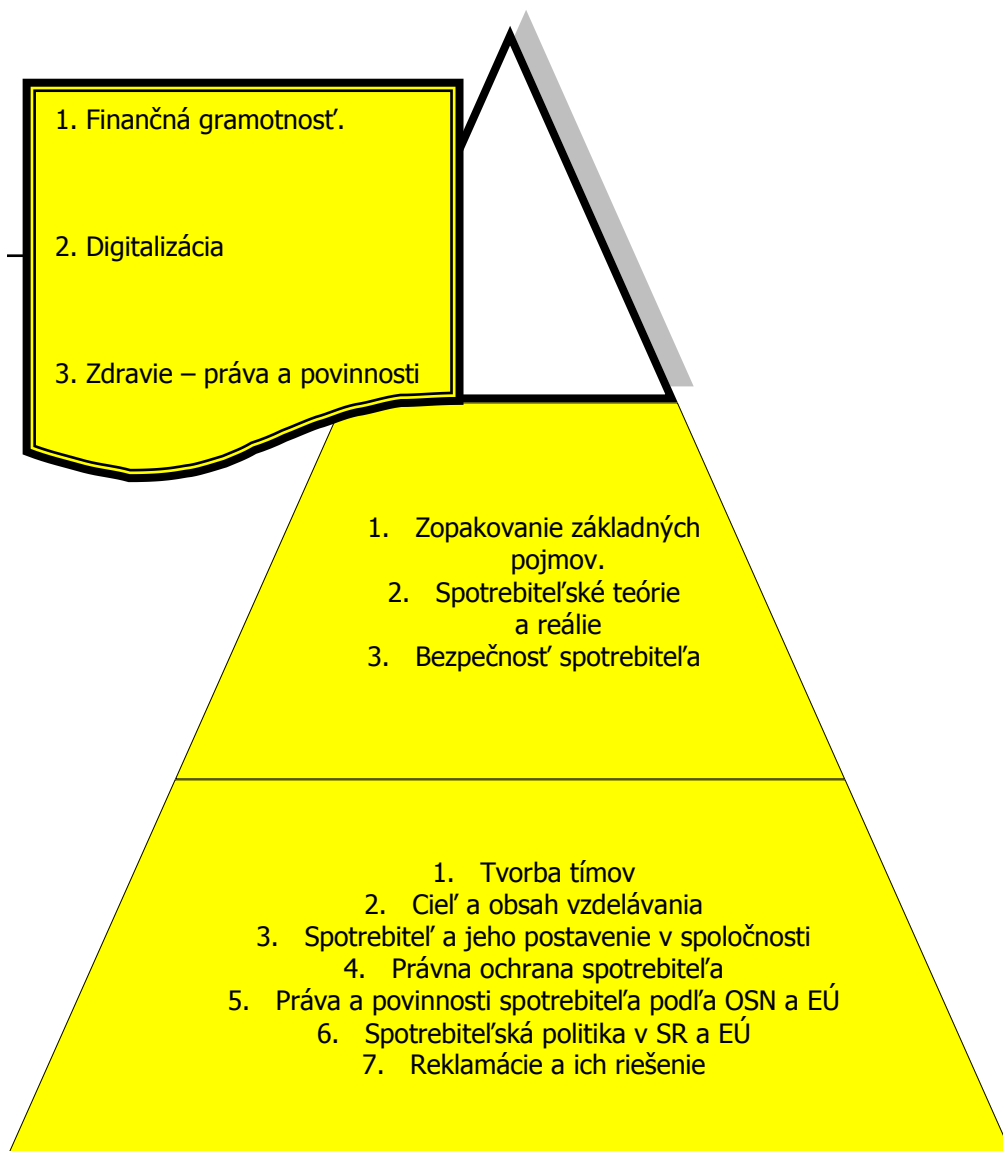 1. Finančná gramotnosť.
2. Digitalizácia
3. Zdravie – práva a povinnosti
1. Zopakovanie základných
pojmov.
2. Spotrebiteľské teórie
a reálie
3. Bezpečnosť spotrebiteľa
1. Tvorba tímov
2. Cieľ a obsah vzdelávania
3. Spotrebiteľ a jeho postavenie v spoločnosti
4. Právna ochrana spotrebiteľa
5. Práva a povinnosti spotrebiteľa podľa OSN a EÚ
6. Spotrebiteľská politika v SR a EÚ
7. Reklamácie a ich riešenie